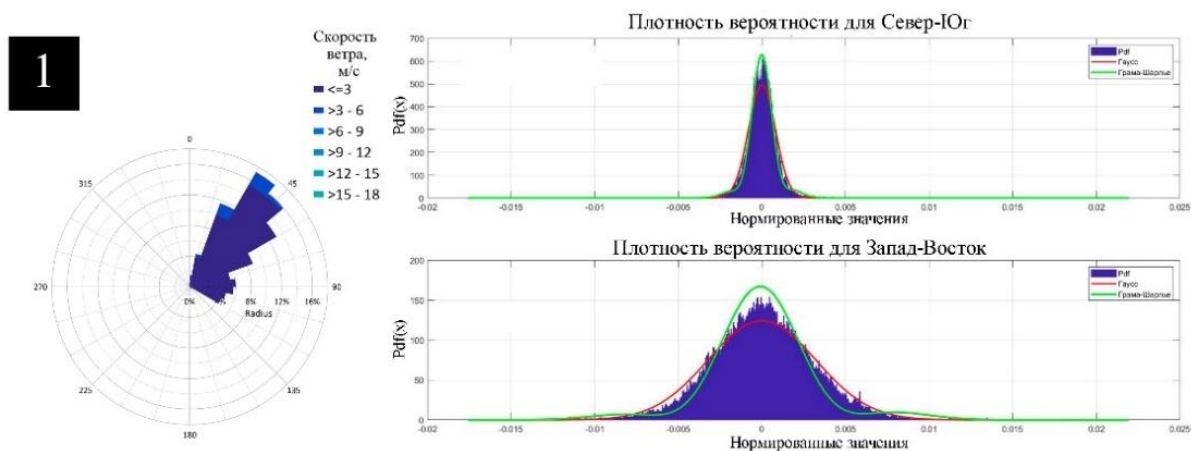 1
Скорость
ветра,
м/с
<=3
>3 - 6
>6 - 9
>9 - 12
>12 - 15
>15 - 18
0
45
90
135
180
225
270
315
0%
8%
12%
16%
Radius
Плотность вероятности для Север-Юг
Pdf(x)
700
600
500
400
300
200
100
0
-0.02
-0.015
-0.01
-0.005
0
0.005
0.01
0.015
0.02
0.025
Нормированные значения
Pdf
Гаусс
Грама-Шарлье
Плотность вероятности для Запад-Восток
Pdf(x)
200
150
100
50
0
-0.02
-0.015
-0.01
-0.005
0
0.005
0.01
0.015
0.02
0.025
Нормированные значения
Pdf
Гаусс
Грама-Шарлье